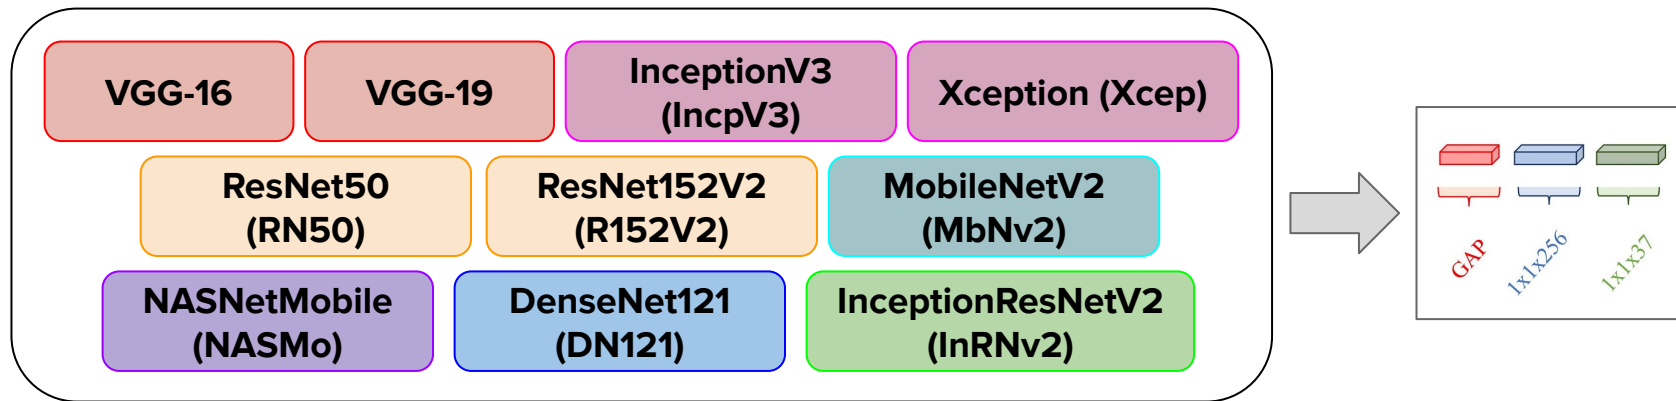 VGG-16
VGG-19
InceptionV3
(IncpV3)
Xception (Xcep)
ResNet50
(RN50)
ResNet152V2
(R152V2)
MobileNetV2
(MbNv2)
NASNetMobile
(NASMo)
DenseNet121
(DN121)
InceptionResNetV2
(InRNv2)
GAP
1x1x256
1x1x37